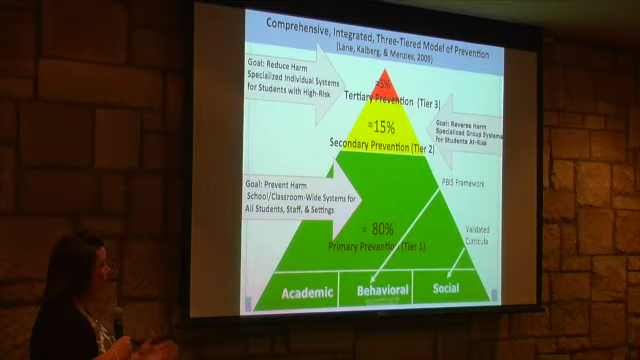 Comprehensive, Integrated, Three-Tiered Model of Prevention
(Lane, Kalberg, & Menzies, 2009)
Goal: Reduce Harm
Specialized Individual Systems
for Students with High-Risk
≈5%
Tertiary Prevention (Tier 3)
Goal: Reverse Harm
Specialized Group Systems
for Students At-Risk
≈15%
Secondary Prevention (Tier 2)
Goal: Prevent Harm
School/Classroom-Wide Systems for
All Students, Staff, & Settings
PBIS Framework
Validated
Curricula
≈ 80%
Primary Prevention (Tier 1)
Academic
Behavioral
Social